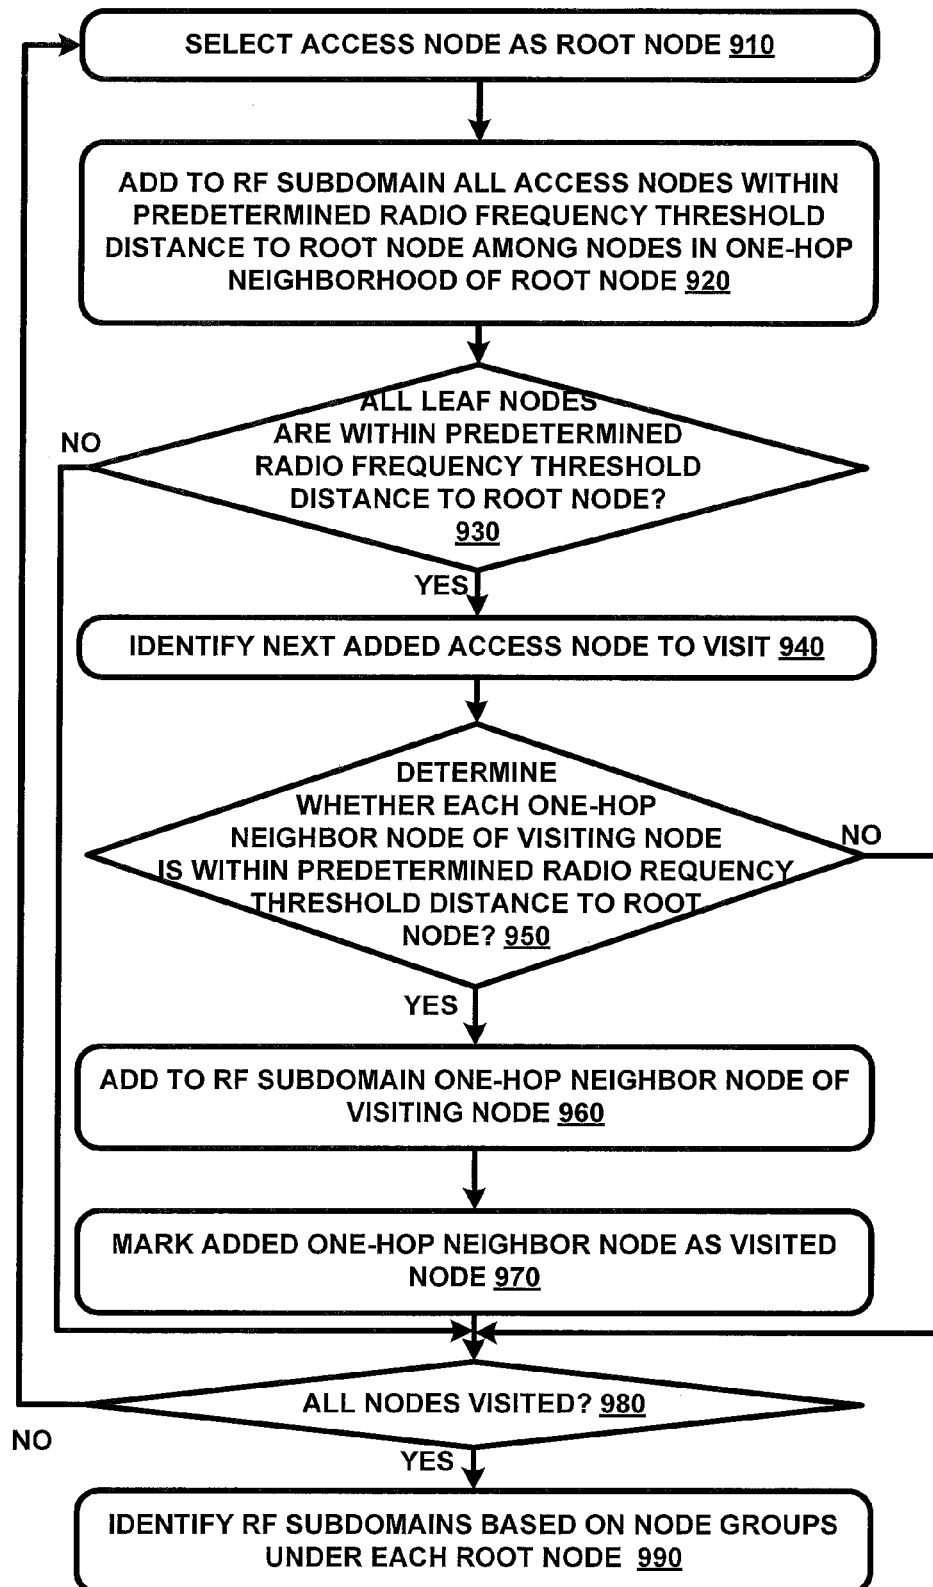 SELECT ACCESS NODE AS ROOT NODE 910
ADD TO RF SUBDOMAIN ALL ACCESS NODES WITHIN
PREDETERMINED RADIO FREQUENCY THRESHOLD
DISTANCE TO ROOT NODE AMONG NODES IN ONE-HOP
NEIGHBORHOOD OF ROOT NODE 920
ALL LEAF NODES
ARE WITHIN PREDETERMINED
RADIO FREQUENCY THRESHOLD
DISTANCE TO ROOT NODE?
930
NO
YES
IDENTIFY NEXT ADDED ACCESS NODE TO VISIT 940
DETERMINE
WHETHER EACH ONE-HOP
NEIGHBOR NODE OF VISITING NODE
IS WITHIN PREDETERMINED RADIO REQUENCY
THRESHOLD DISTANCE TO ROOT
NODE? 950
NO
YES
ADD TO RF SUBDOMAIN ONE-HOP NEIGHBOR NODE OF
VISITING NODE 960
MARK ADDED ONE-HOP NEIGHBOR NODE AS VISITED
NODE 970
ALL NODES VISITED? 980
NO
YES
IDENTIFY RF SUBDOMAINS BASED ON NODE GROUPS
UNDER EACH ROOT NODE 990